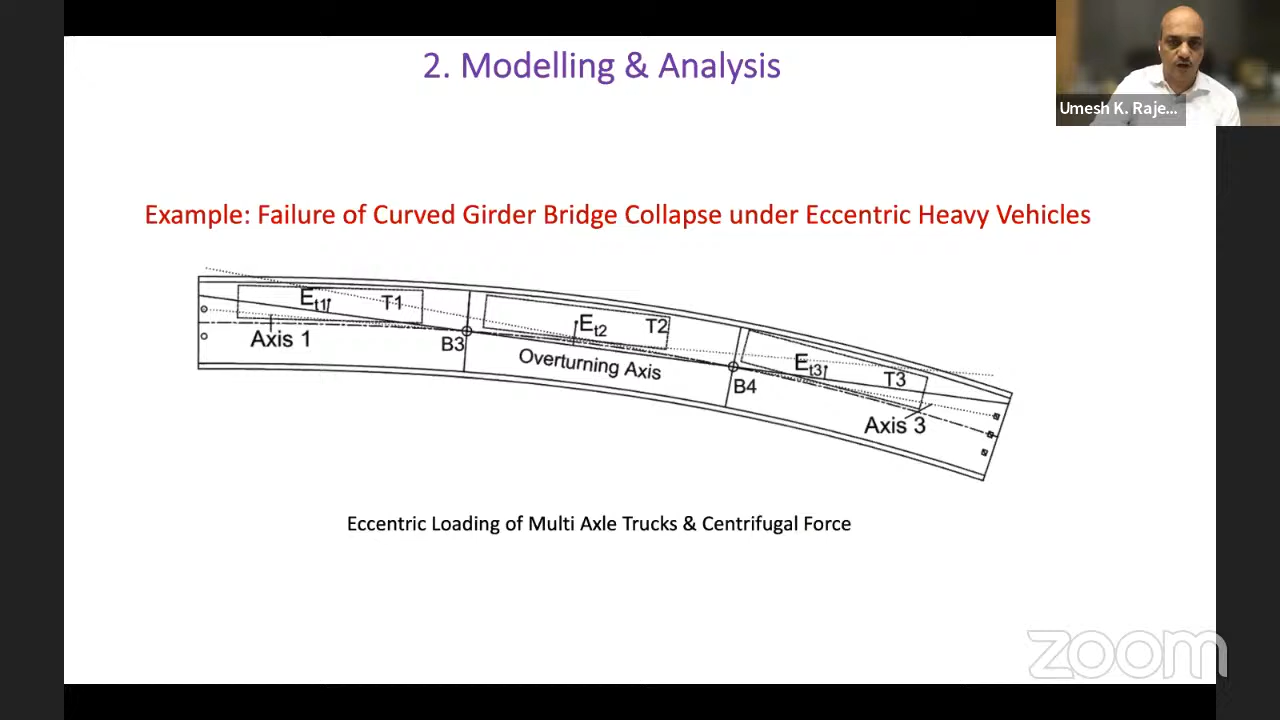 2. Modelling & Analysis
Umesh K. Raje...
Example: Failure of Curved Girder Bridge Collapse under Eccentric Heavy Vehicles
Et1
T1
Axis 1
B3
Et2
T2
Overturning Axis
B4
Et3
T3
Axis 3
Eccentric Loading of Multi Axle Trucks & Centrifugal Force
zoom